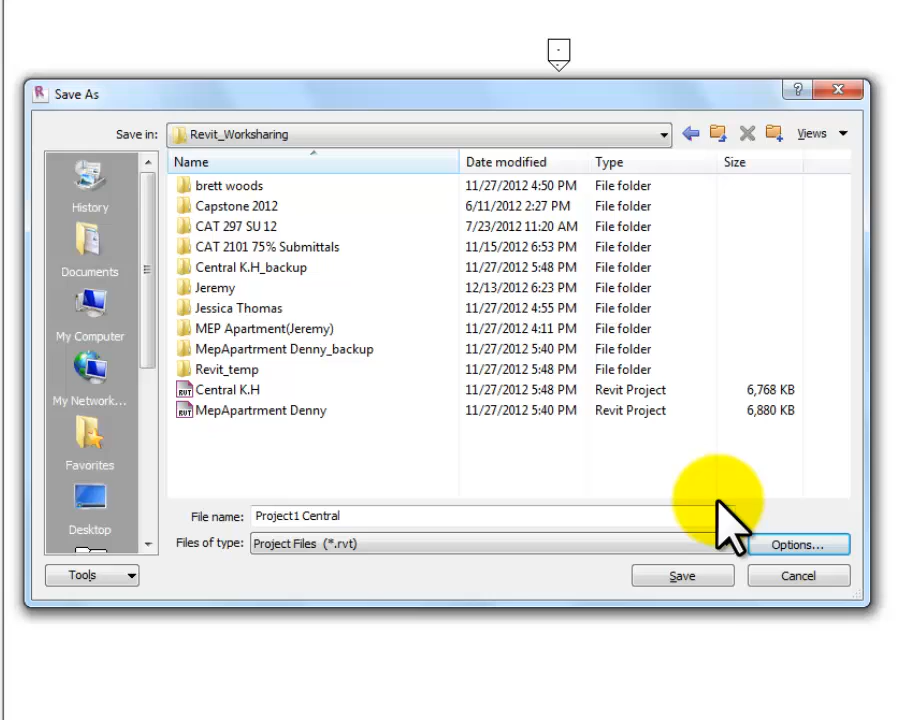 Save As
Save in: Revit_Worksharing Views
Name Date modified Type Size
brett woods 11/27/2012 4:50 PM File folder
Capstone 2012 6/11/2012 2:27 PM File folder
CAT 297 SU 12 7/23/2012 11:20 AM File folder
CAT 2101 75% Submittals 11/15/2012 6:53 PM File folder
Central K.H_backup 11/27/2012 5:48 PM File folder
Jeremy 12/13/2012 6:23 PM File folder
Jessica Thomas 11/27/2012 4:55 PM File folder
MEP Apartment(Jeremy) 11/27/2012 4:11 PM File folder
MepApartrment Denny_backup 11/27/2012 5:40 PM File folder
Revit_temp 11/27/2012 5:48 PM File folder
Central K.H 11/27/2012 5:48 PM Revit Project 6,768 KB
MepApartrment Denny 11/27/2012 5:40 PM Revit Project 6,880 KB
History
Documents
My Computer
My Network...
Favorites
Desktop
File name: Project1 Central
Files of type: Project Files (*.rvt)
Options...
Tools
Save
Cancel